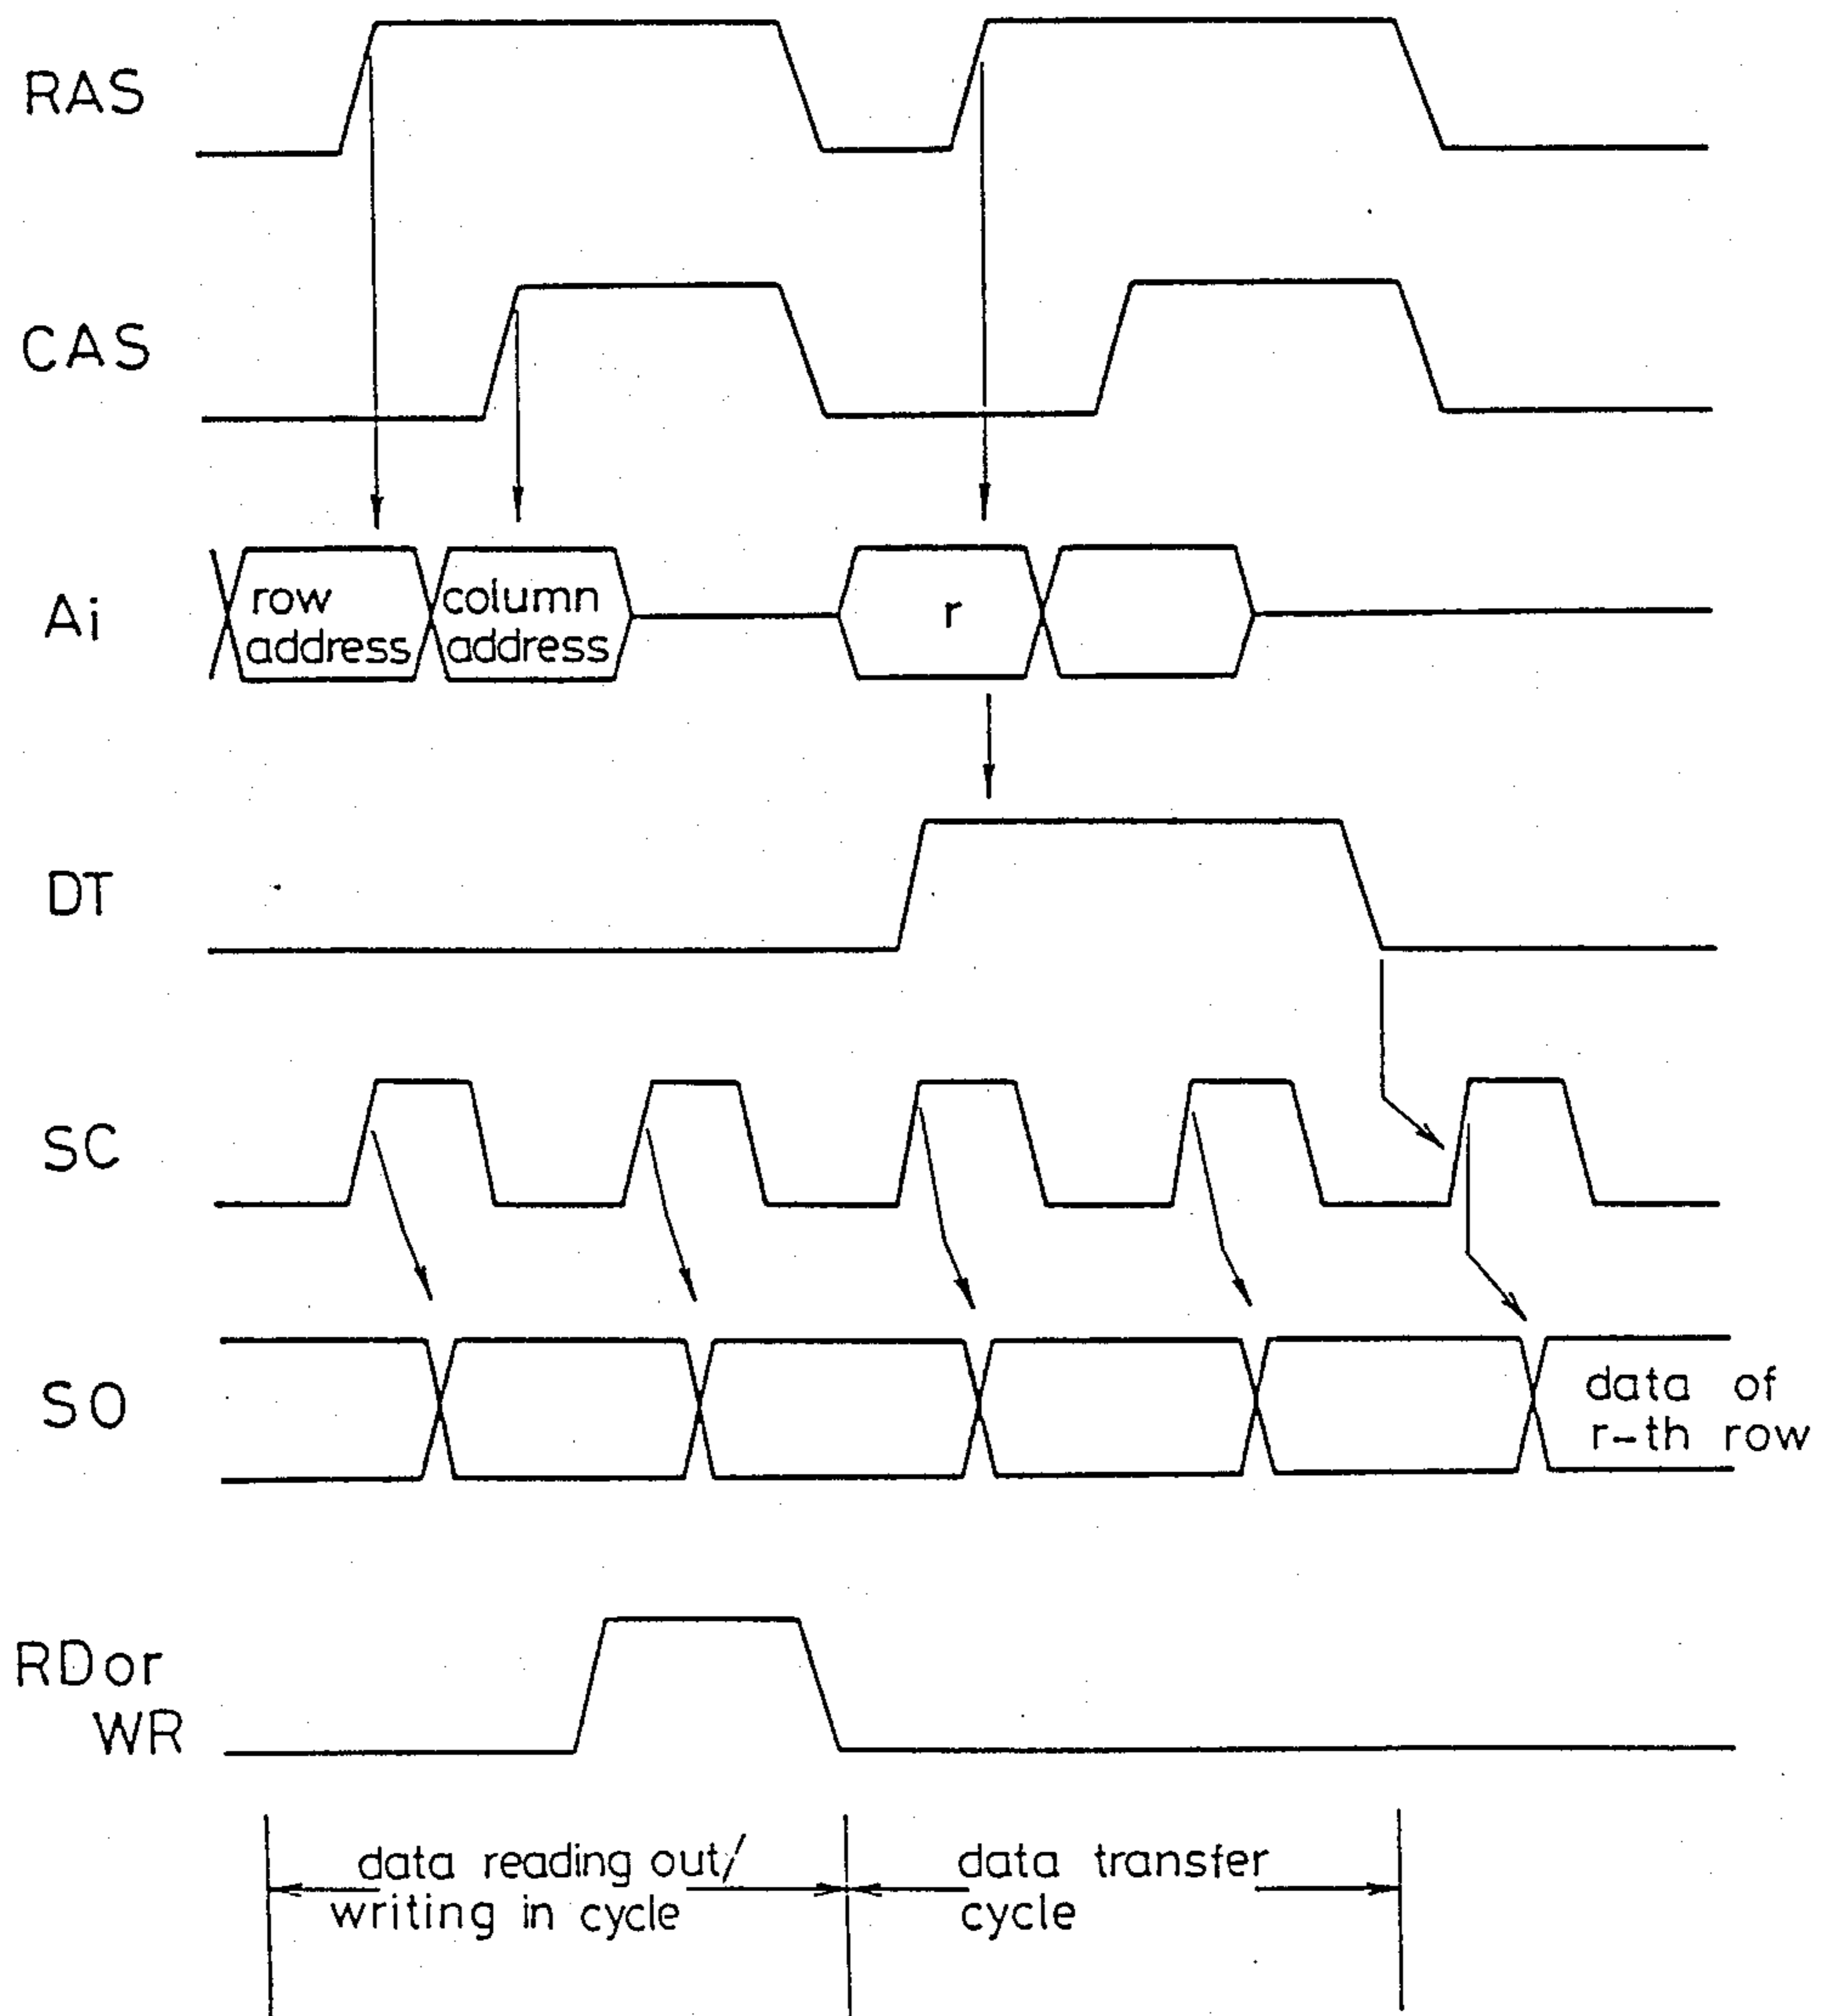 RAS
CAS
Ai
row
address
column
address
r
DT
SC
SO
data of
r-th row
RDor
WR
data reading out/
writing in cycle
data transfer
cycle